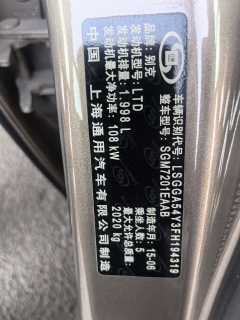 品牌：别克
车辆识别代号：LSGGA54Y3FH194319
整车型号：SGM7201EAAB
发动机型号：LTD
发动机排量：1.998 L
制造年月：15-06
发动机最大净功率：108 kW
乘坐人数：5
最大允许总质量：2020 kg
中国 上海通用汽车有限公司制造